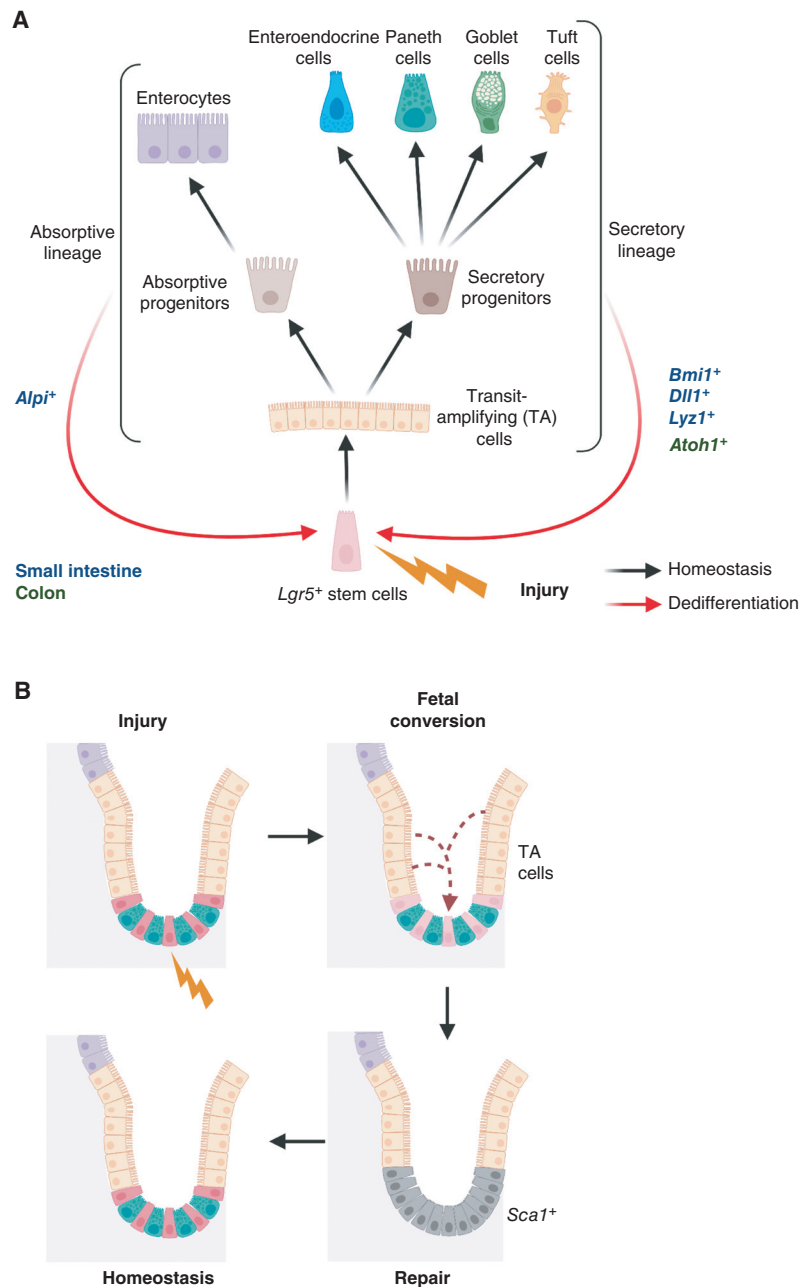 A
Enteroendocrine
cells
Paneth
cells
Goblet
cells
Tuft
cells
Enterocytes
Absorptive
lineage
Secretory
lineage
Absorptive
progenitors
Secretory
progenitors
Alpi+
Bmi1+
Dll1+
Lyz1+
Atoh1+
Transit-
amplifying (TA)
cells
Small intestine
Colon
Lgr5+ stem cells
Injury
Homeostasis
Dedifferentiation
B
Injury
Fetal
conversion
TA
cells
Sca1+
Homeostasis
Repair